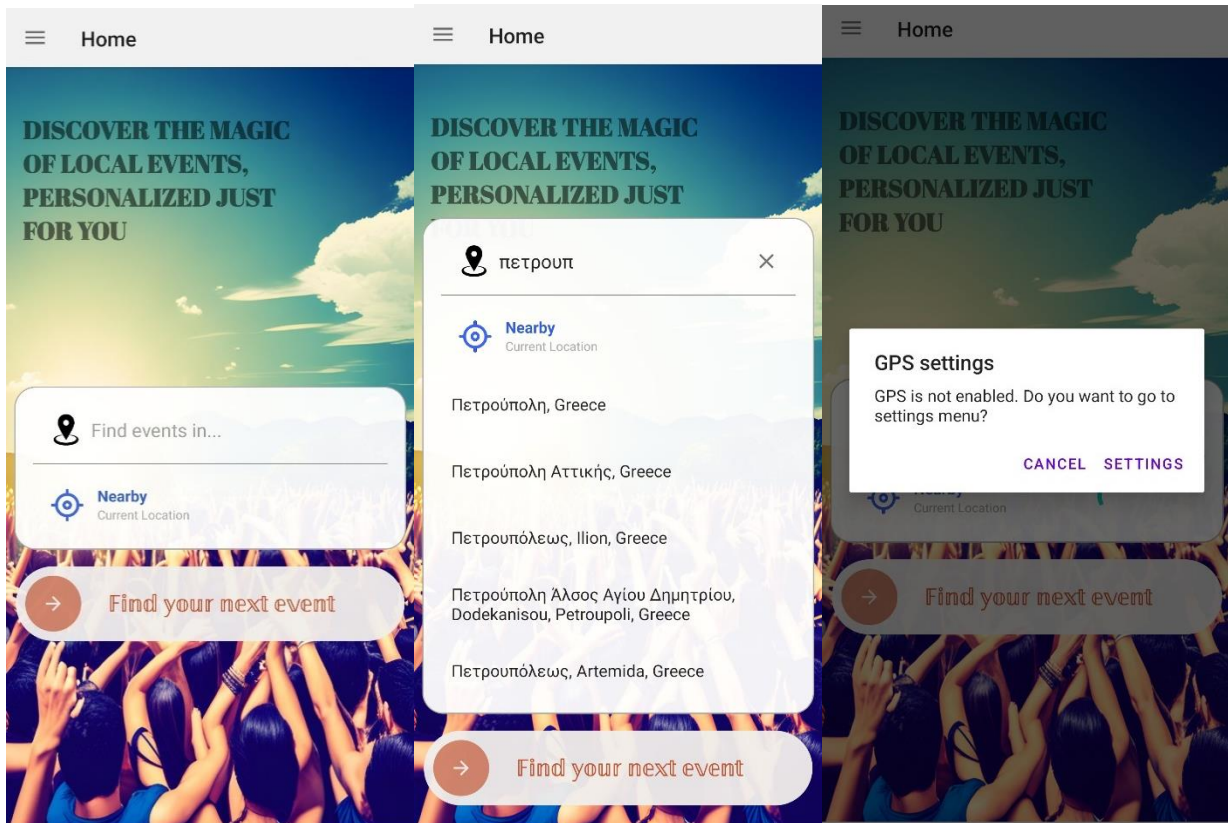 Home
DISCOVER THE MAGIC
OF LOCAL EVENTS,
PERSONALIZED JUST
FOR YOU
Find events in...
Nearby
Current Location
Find your next event
Home
DISCOVER THE MAGIC
OF LOCAL EVENTS,
PERSONALIZED JUST
FOR YOU
πετρουπ
Nearby
Current Location
Πετρούπολη, Greece
Πετρούπολη Αττικής, Greece
Πετρουπόλεως, Ilion, Greece
Πετρούπολη Άλσος Αγίου Δημητρίου,
Dodekanisou, Petroupoli, Greece
Πετρουπόλεως, Artemida, Greece
Find your next event
Home
DISCOVER THE MAGIC
OF LOCAL EVENTS,
PERSONALIZED JUST
FOR YOU
GPS settings
GPS is not enabled. Do you want to go to
settings menu?
CANCEL SETTINGS
Nearby
Current Location
Find your next event